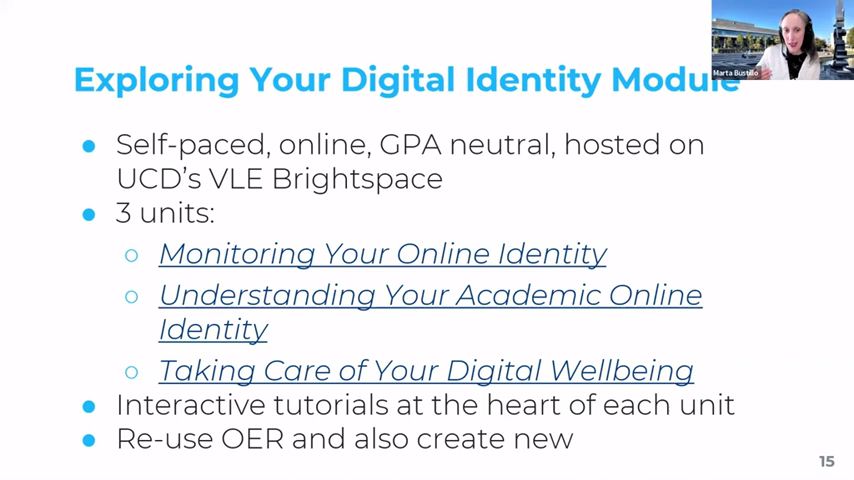 Marta Bustillo
Exploring Your Digital Identity Module
● Self-paced, online, GPA neutral, hosted on
UCD's VLE Brightspace
● 3 units:
○ Monitoring Your Online Identity
○ Understanding Your Academic Online
Identity
○ Taking Care of Your Digital Wellbeing
● Interactive tutorials at the heart of each unit
● Re-use OER and also create new
15